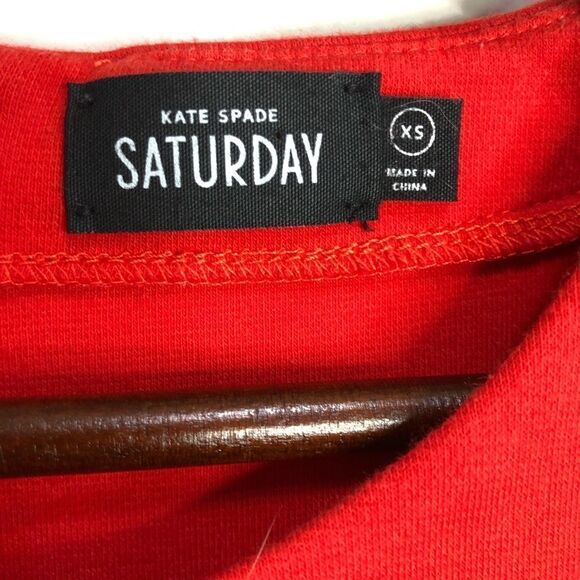 KATE SPADE
SATURDAY
XS
MADE IN
CHINA